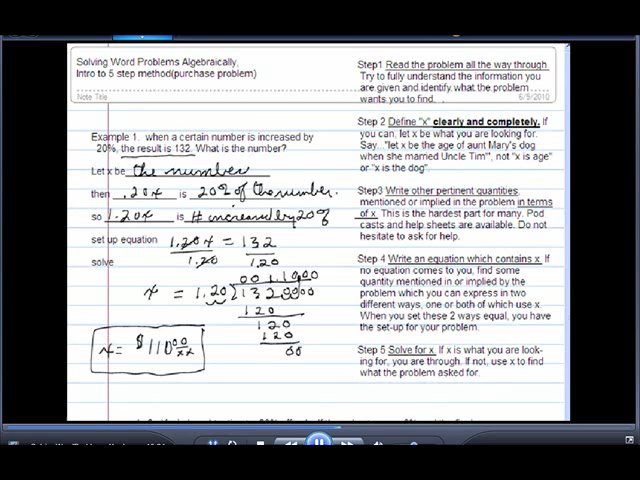 Solving Word Problems Algebraically,
Intro to 5 step method(purchase problem)
Note Title
6/5/2010
Example 1. when a certain number is increased by
20%, the result is 132. What is the number?
Let x be the number
then .20x is 20% of the number.
so 1.20x is # increased by 20%
set up equation 1.20x = 132
solve 1.20 1.20
001.1000
x = 1.20)1320000
120
120
120
00
x = $110 00/xx
Step1 Read the problem all the way through.
Try to fully understand the information you
are given and identify what the problem
wants you to find.
Step 2 Define "x" clearly and completely. If
you can, let x be what you are looking for.
Say..."let x be the age of aunt Mary's dog
when she married Uncle Tim"', not "x is age"
or "x is the dog".
Step3 Write other pertinent quantities,
mentioned or implied in the problem in terms
of x. This is the hardest part for many. Pod
casts and help sheets are available. Do not
hesitate to ask for help.
Step 4 Write an equation which contains x. If
no equation comes to you, find some
quantity mentioned in or implied by the
problem which you can express in two
different ways, one or both of which use x.
When you set these 2 ways equal, you have
the set-up for your problem.
Step 5 Solve for x. If x is what you are look-
ing for, you are through. If not, use x to find
what the problem asked for.